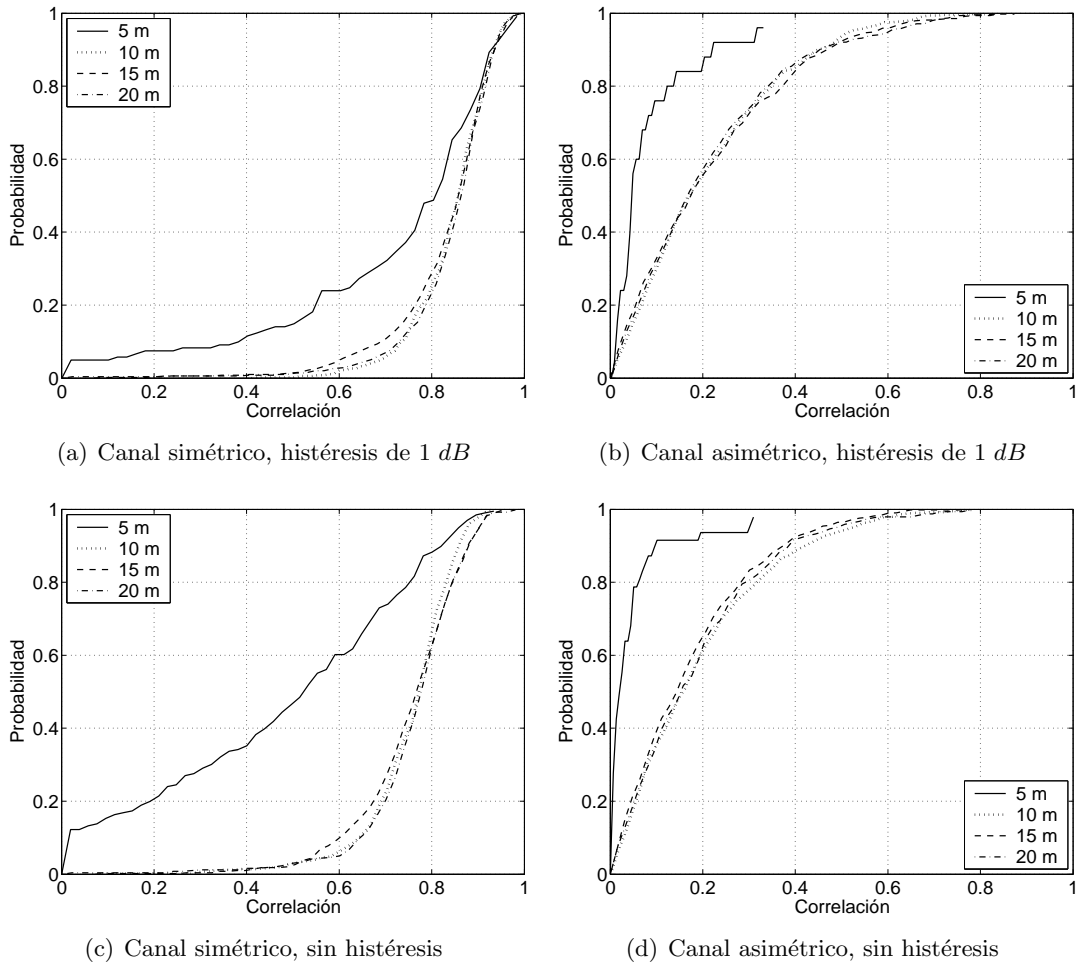 5 m
10 m
15 m
20 m
Probabilidad
1
0.8
0.6
0.4
0.2
0
0 0.2 0.4 0.6 0.8 1
Correlación
(a) Canal simétrico, histéresis de 1 dB
5 m
10 m
15 m
20 m
Probabilidad
1
0.8
0.6
0.4
0.2
0
0 0.2 0.4 0.6 0.8 1
Correlación
(b) Canal asimétrico, histéresis de 1 dB
5 m
10 m
15 m
20 m
Probabilidad
1
0.8
0.6
0.4
0.2
0
0 0.2 0.4 0.6 0.8 1
Correlación
(c) Canal simétrico, sin histéresis
5 m
10 m
15 m
20 m
Probabilidad
1
0.8
0.6
0.4
0.2
0
0 0.2 0.4 0.6 0.8 1
Correlación
(d) Canal asimétrico, sin histéresis